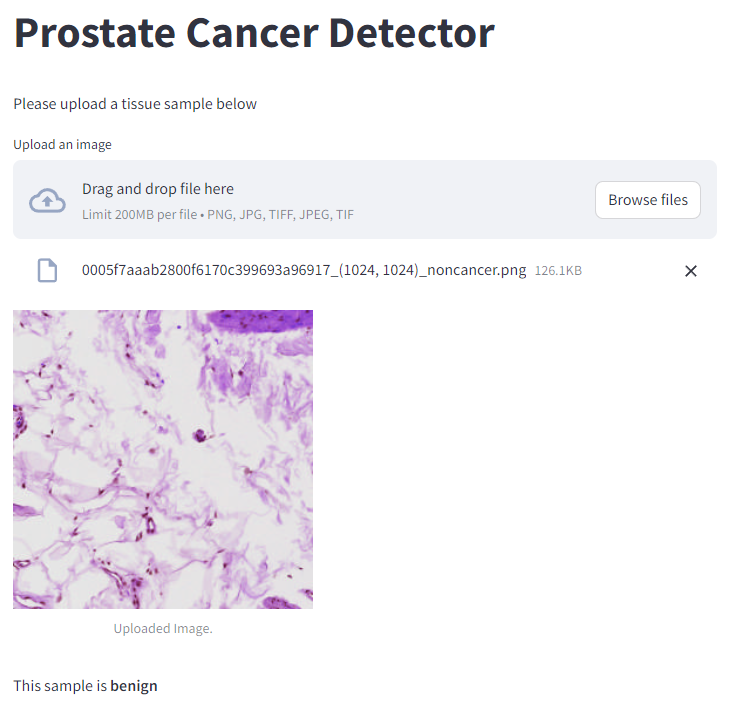 Prostate Cancer Detector
Please upload a tissue sample below
Upload an image
Drag and drop file here
Limit 200MB per file • PNG, JPG, TIFF, JPEG, TIF
Browse files
0005f7aaab2800f6170c399693a96917_(1024, 1024)_noncancer.png 126.1KB
Uploaded Image.
This sample is benign